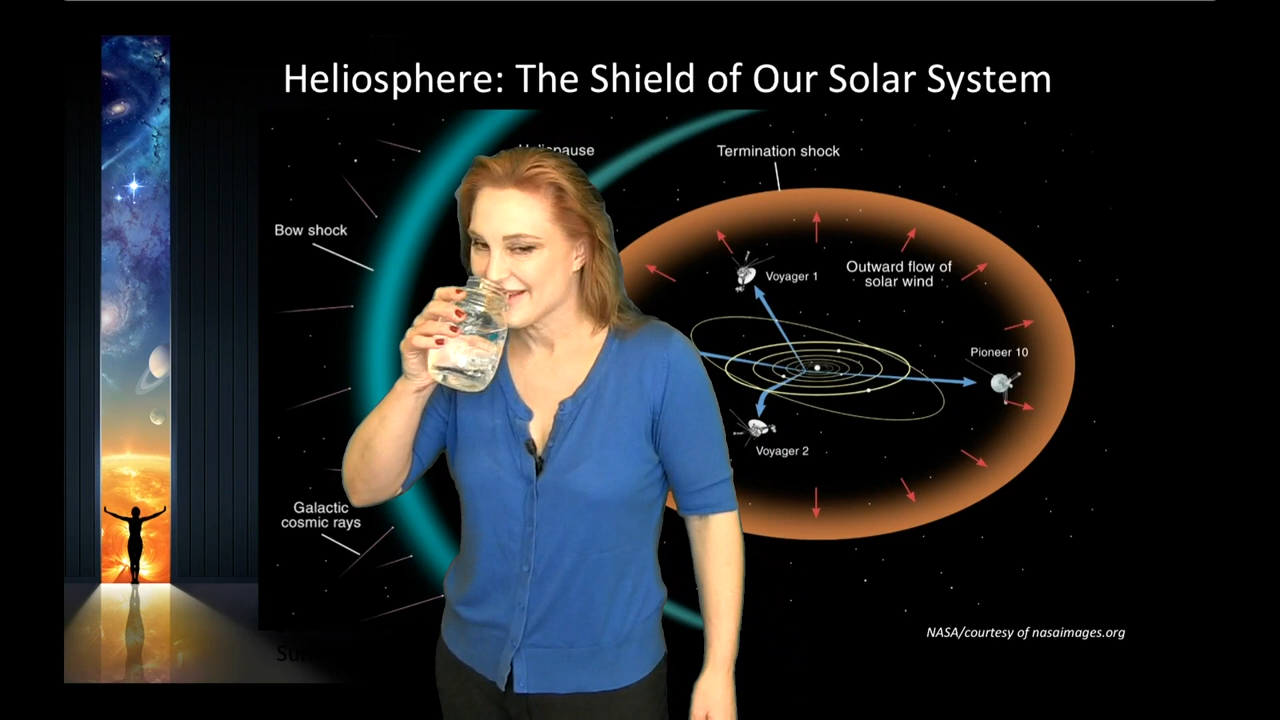 Heliosphere: The Shield of Our Solar System
Termination shock
Bow shock
Voyager 1
Outward flow of
solar wind
Pioneer 10
Voyager 2
Galactic
cosmic rays
NASA/courtesy of nasaimages.org